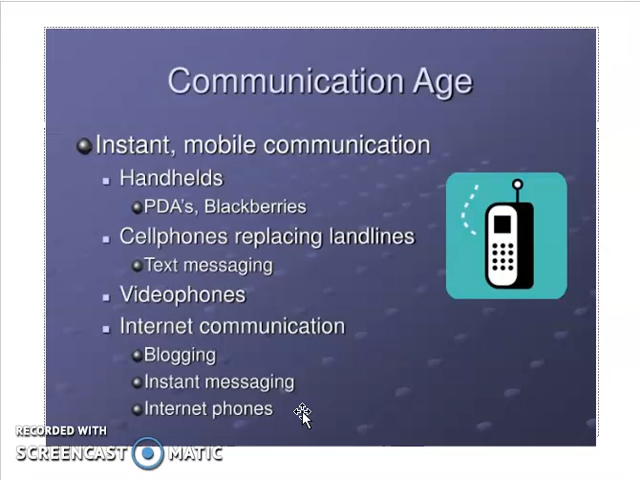 Communication Age
Instant, mobile communication
Handhelds
PDA's, Blackberries
Cellphones replacing landlines
Text messaging
Videophones
Internet communication
Blogging
Instant messaging
Internet phones
RECORDED WITH
SCREENCAST MATIC